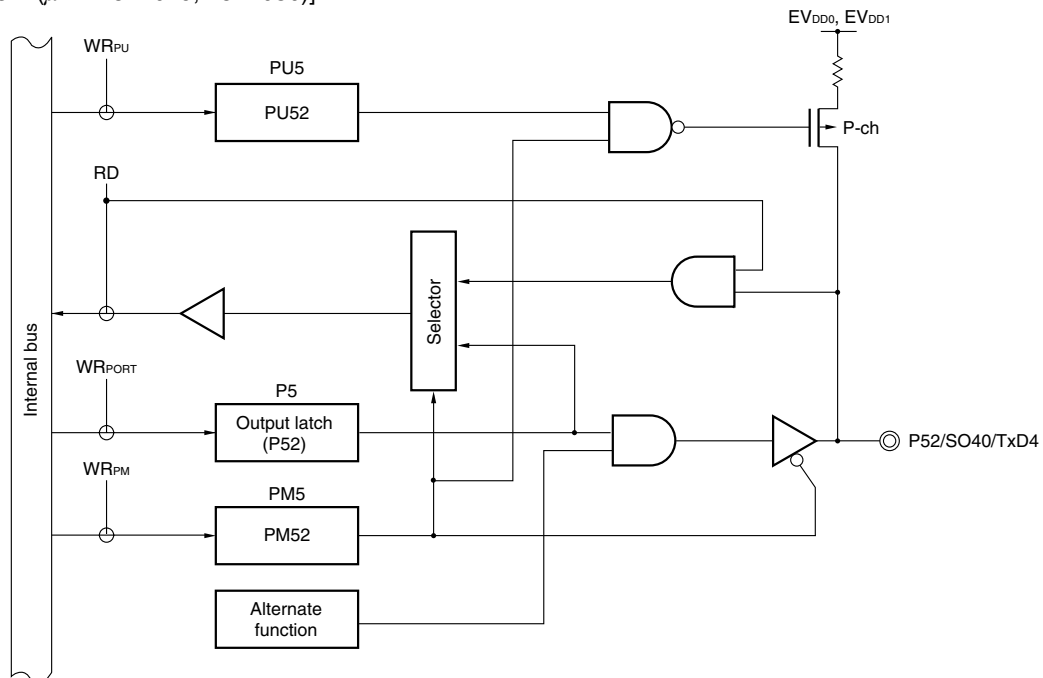 EVDD0, EVDD1
WRPU
PU5
PU52
P-ch
RD
Selector
Internal bus
WRPORT
P5
Output latch
(P52)
P52/SO40/TxD4
WRPM
PM5
PM52
Alternate
function